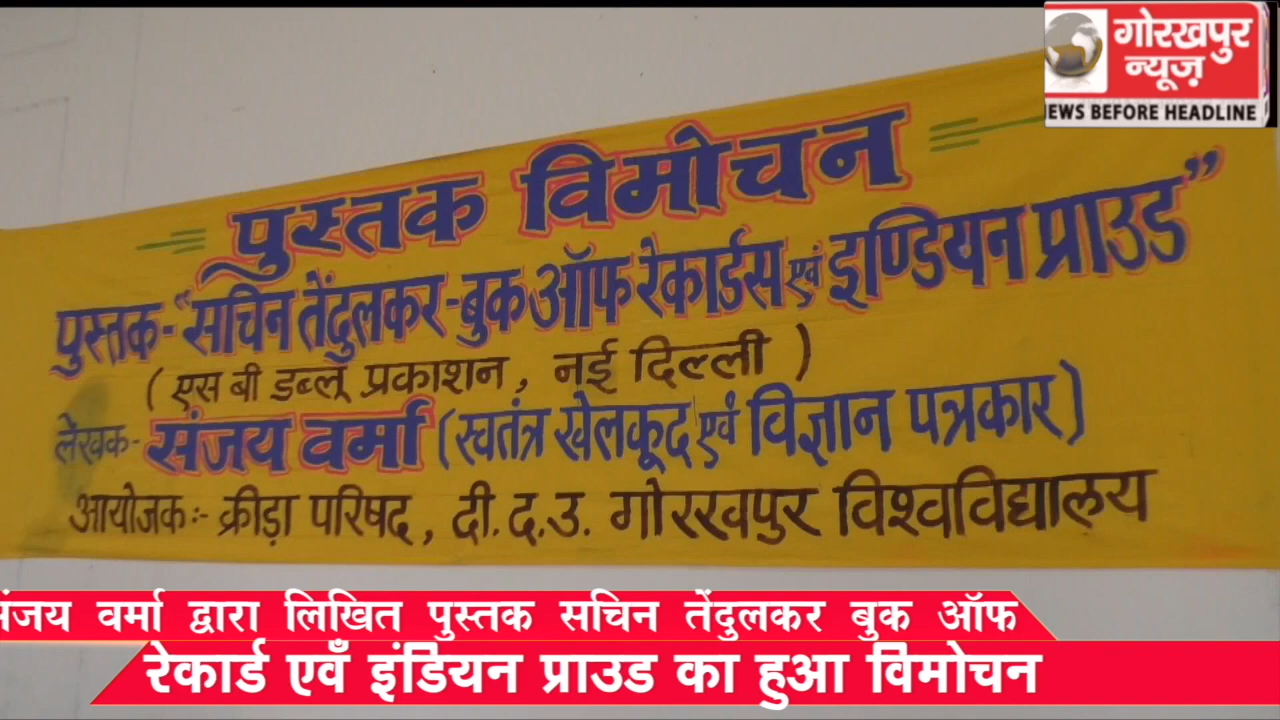 गोरखपुर
न्यूज़
NEWS BEFORE HEADLINE
पुस्तक विमोचन
पुस्तक-"सचिन तेंदुलकर-बुक ऑफ रेकार्डस एवं इण्डियन प्राउड"
(एस बी डब्लू प्रकाशन, नई दिल्ली)
लेखक- संजय वर्मा (स्वतंत्र खेलकूद एवं विज्ञान पत्रकार)
आयोजक:- क्रीड़ा परिषद, दी.द.उ. गोरखपुर विश्वविद्यालय
संजय वर्मा द्वारा लिखित पुस्तक सचिन तेंदुलकर बुक ऑफ
रेकार्ड एवँ इंडियन प्राउड का हुआ विमोचन